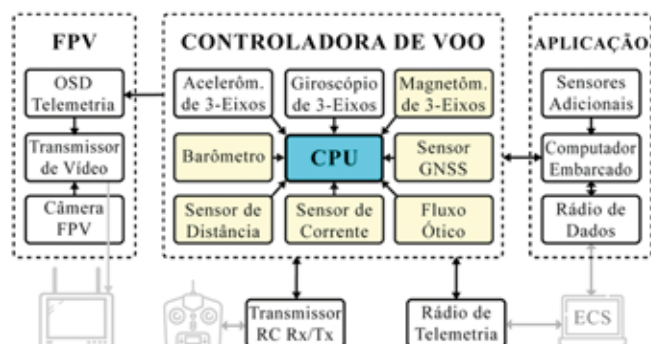 FPV
OSD
Telemetria
Transmissor
de Vídeo
Câmera
FPV
CONTROLADORA DE VOO
Acelerôm.
de 3-Eixos
Giroscópio
de 3-Eixos
Magnetôm.
de 3-Eixos
Barômetro
CPU
Sensor
GNSS
Sensor de
Distância
Sensor de
Corrente
Fluxo
Ótico
APLICAÇÃO
Sensores
Adicionais
Computador
Embarcado
Rádio de
Dados
Transmissor
RC Rx/Tx
Rádio de
Telemetria
ECS